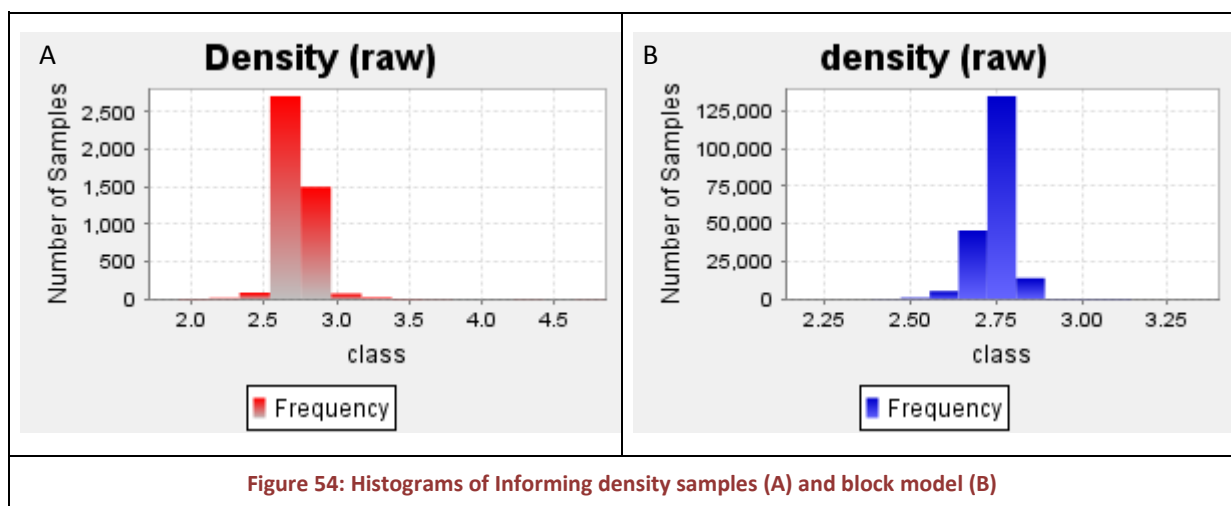 A
Density (raw)
Number of Samples
2,500
2,000
1,500
1,000
500
0
2.0 2.5 3.0 3.5 4.0 4.5
class
Frequency
B
density (raw)
Number of Samples
125,000
100,000
75,000
50,000
25,000
0
2.25 2.50 2.75 3.00 3.25
class
Frequency
Figure 54: Histograms of Informing density samples (A) and block model (B)